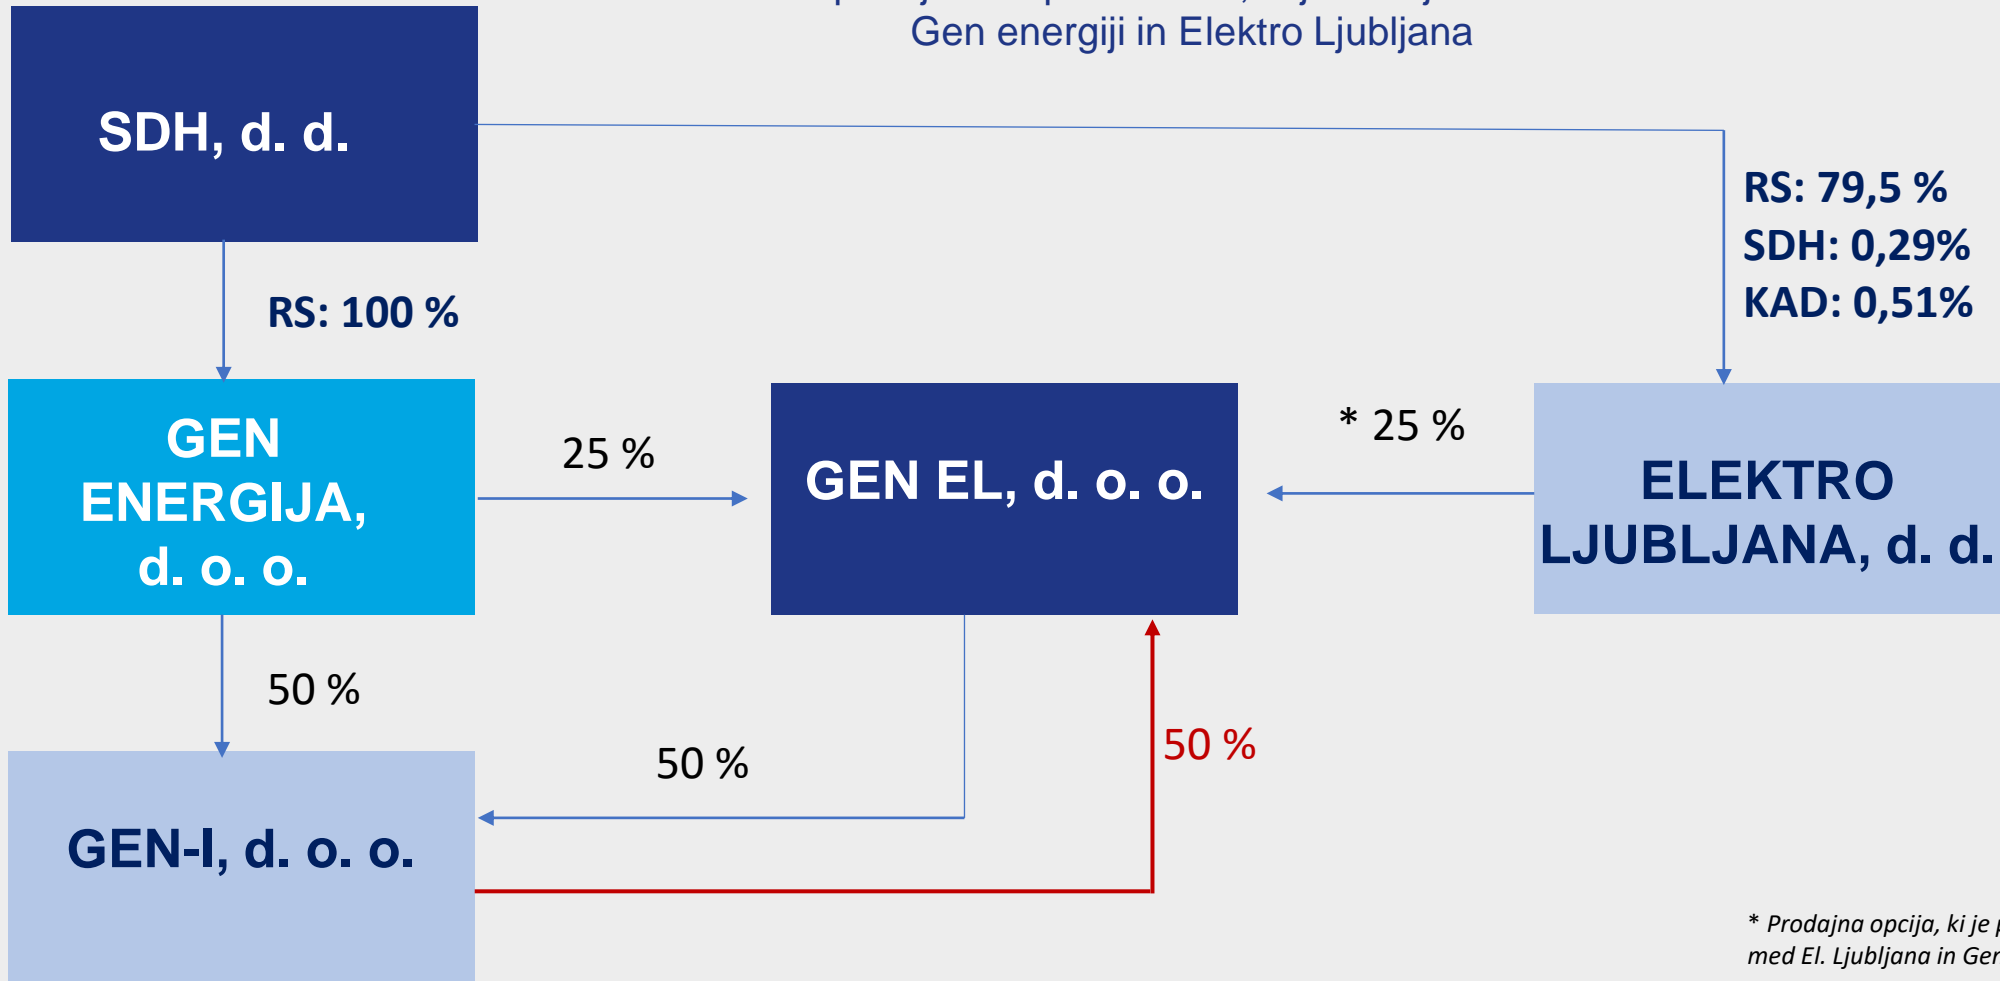 Gen energiji in Elektro Ljubljana
SDH, d. d.
RS: 79,5 %
SDH: 0,29%
KAD: 0,51%
RS: 100 %
GEN
ENERGIJA,
d. o. o.
25 %
GEN EL, d. o. o.
* 25 %
ELEKTRO
LJUBLJANA, d. d.
50 %
50 %
50 %
GEN-I, d. o. o.
* Prodajna opcija, ki je
med El. Ljubljana in